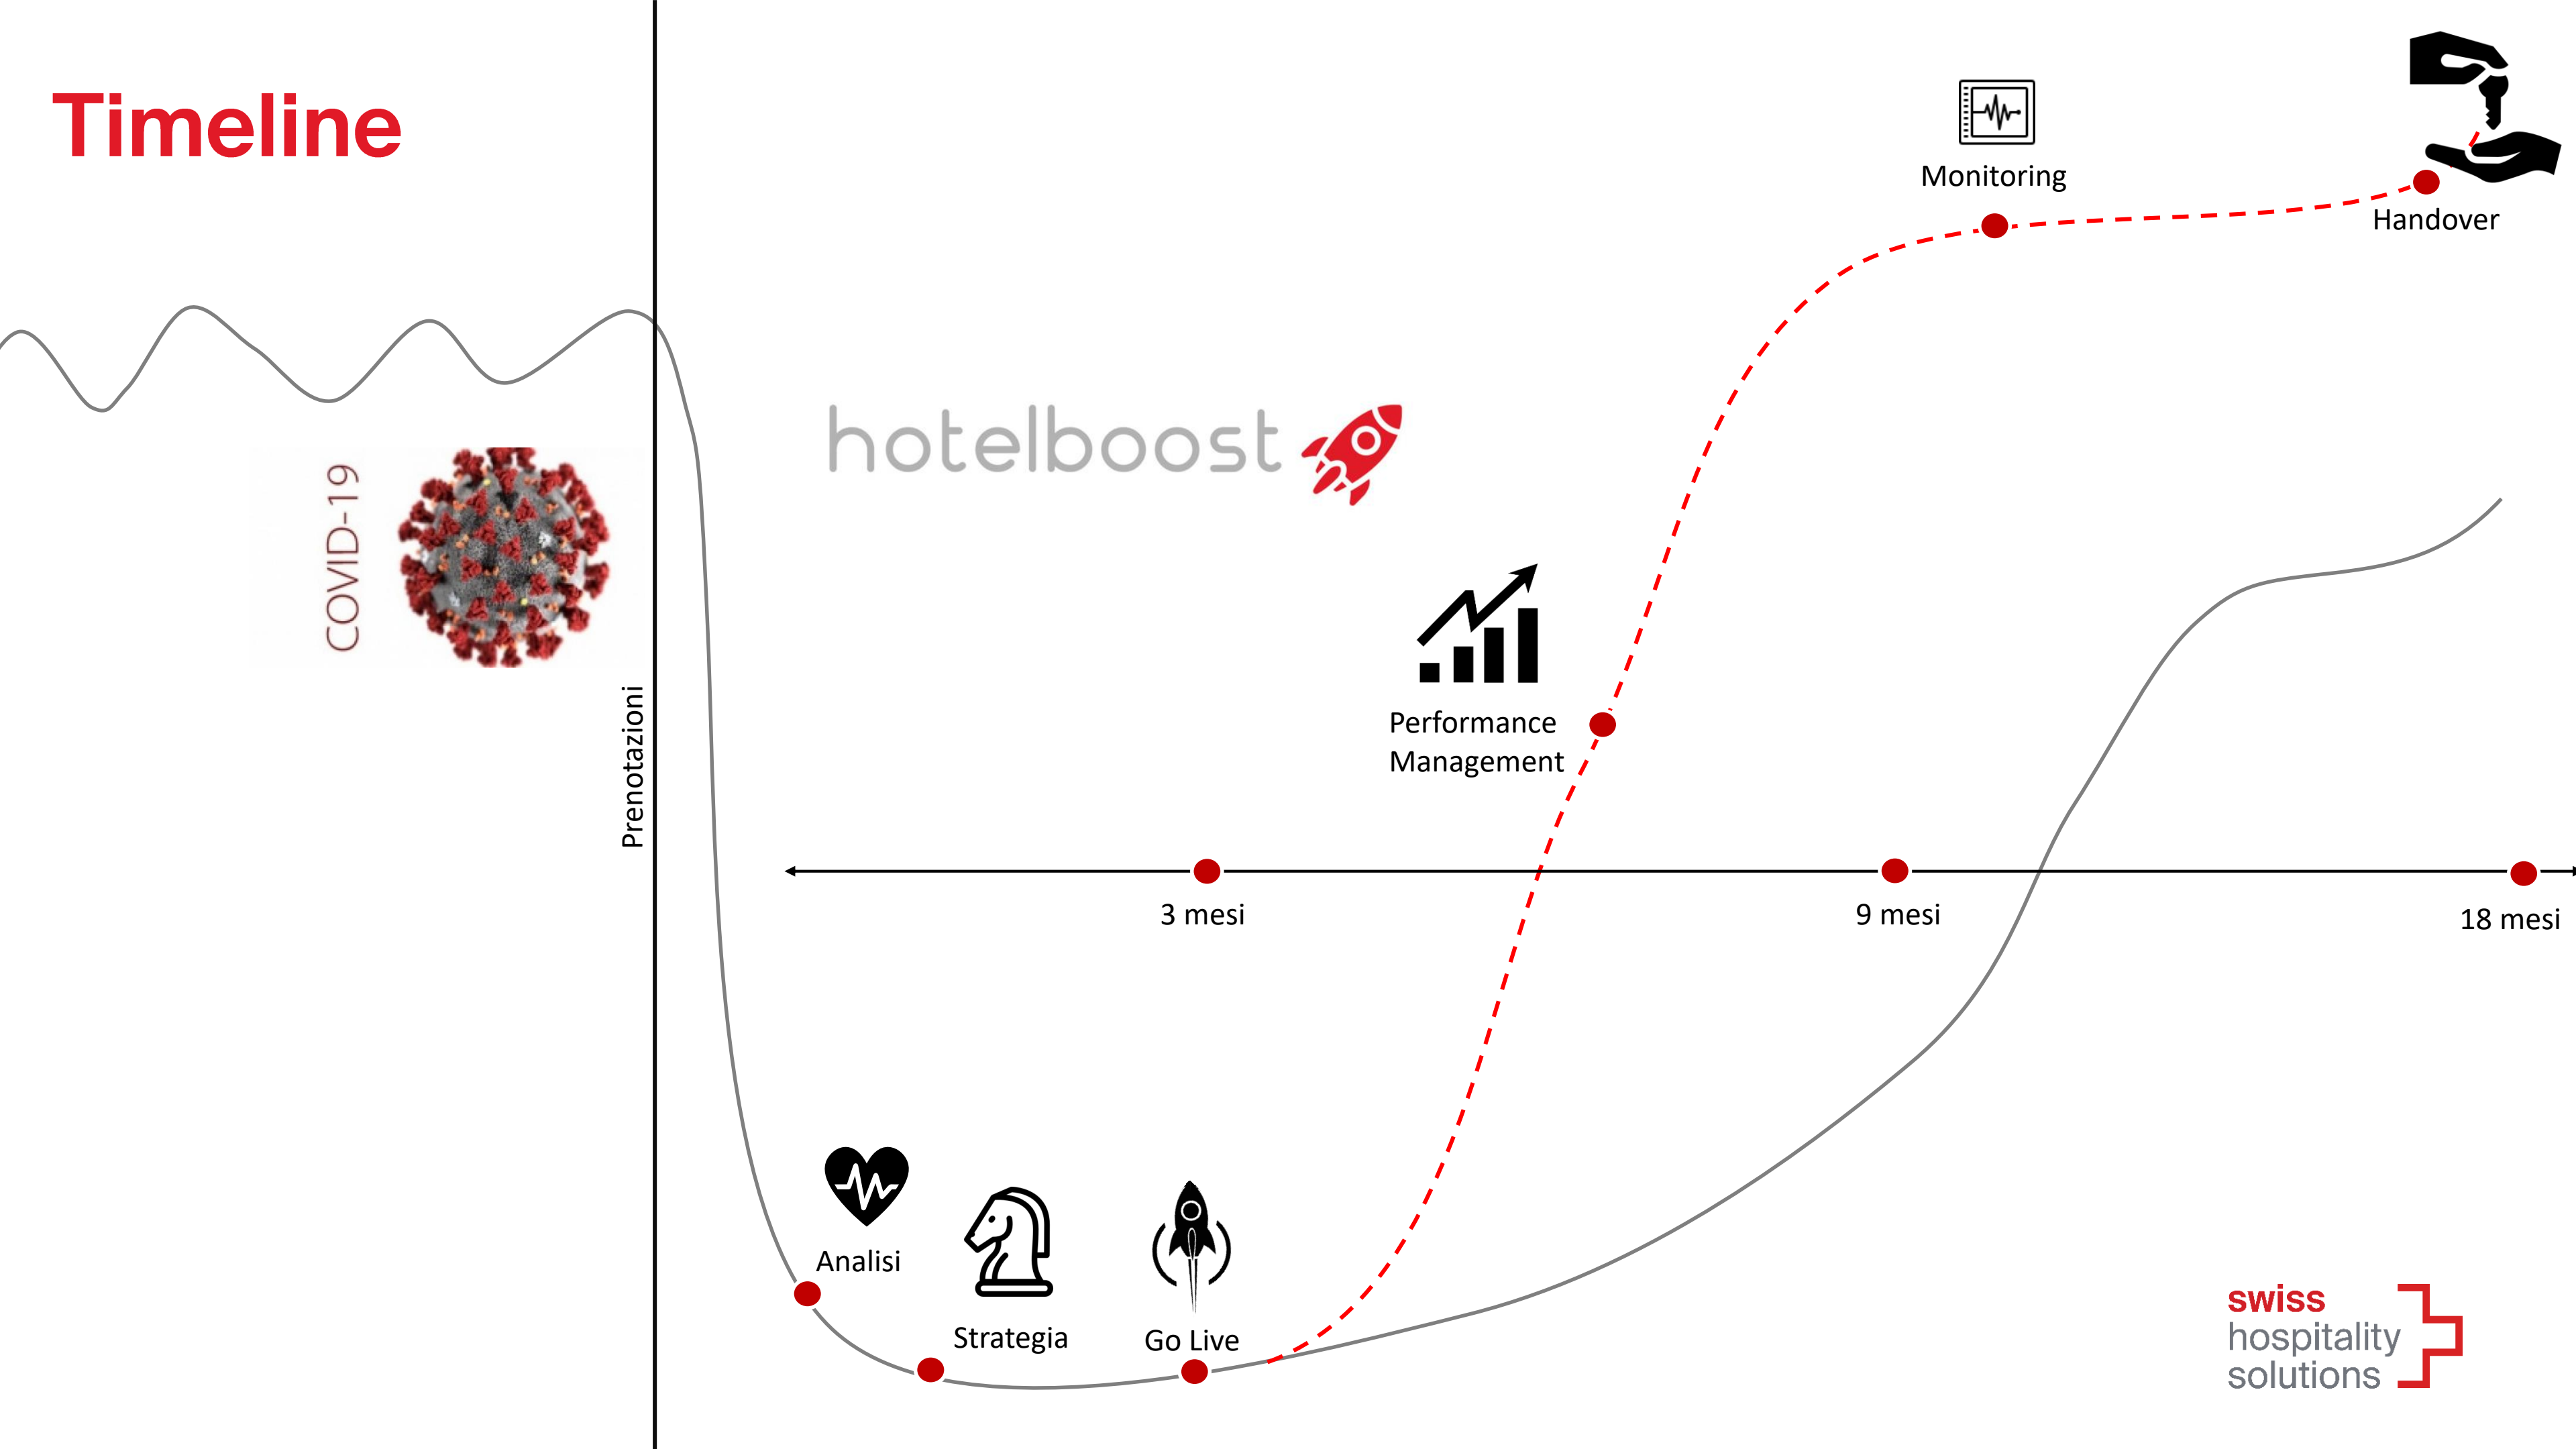 Timeline
Monitoring
Handover
hotelboost
COVID-19
Prenotazioni
Performance
Management
3 mesi
9 mesi
18 mesi
Analisi
Strategia
Go Live
swiss
hospitality
solutions